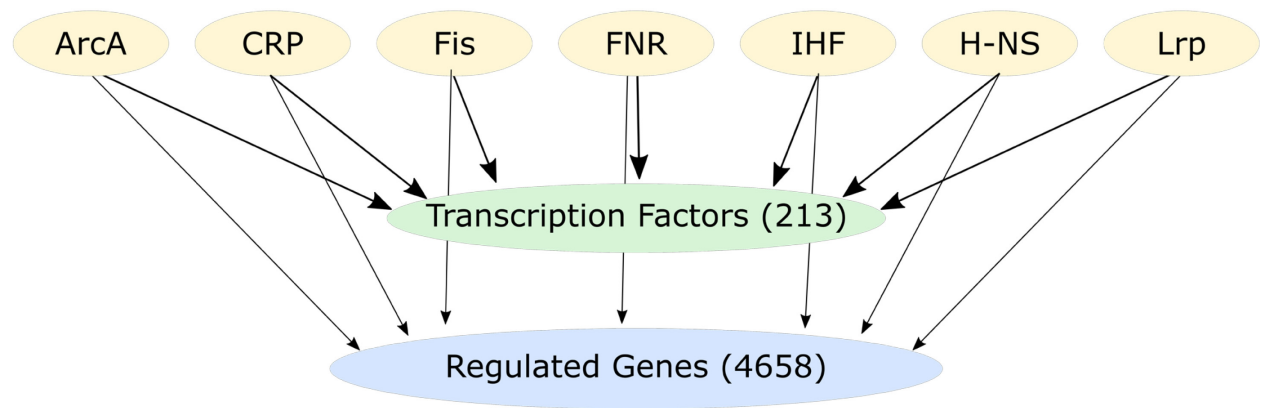 ArcA CRP Fis FNR IHF H-NS Lrp
Transcription Factors (213)
Regulated Genes (4658)